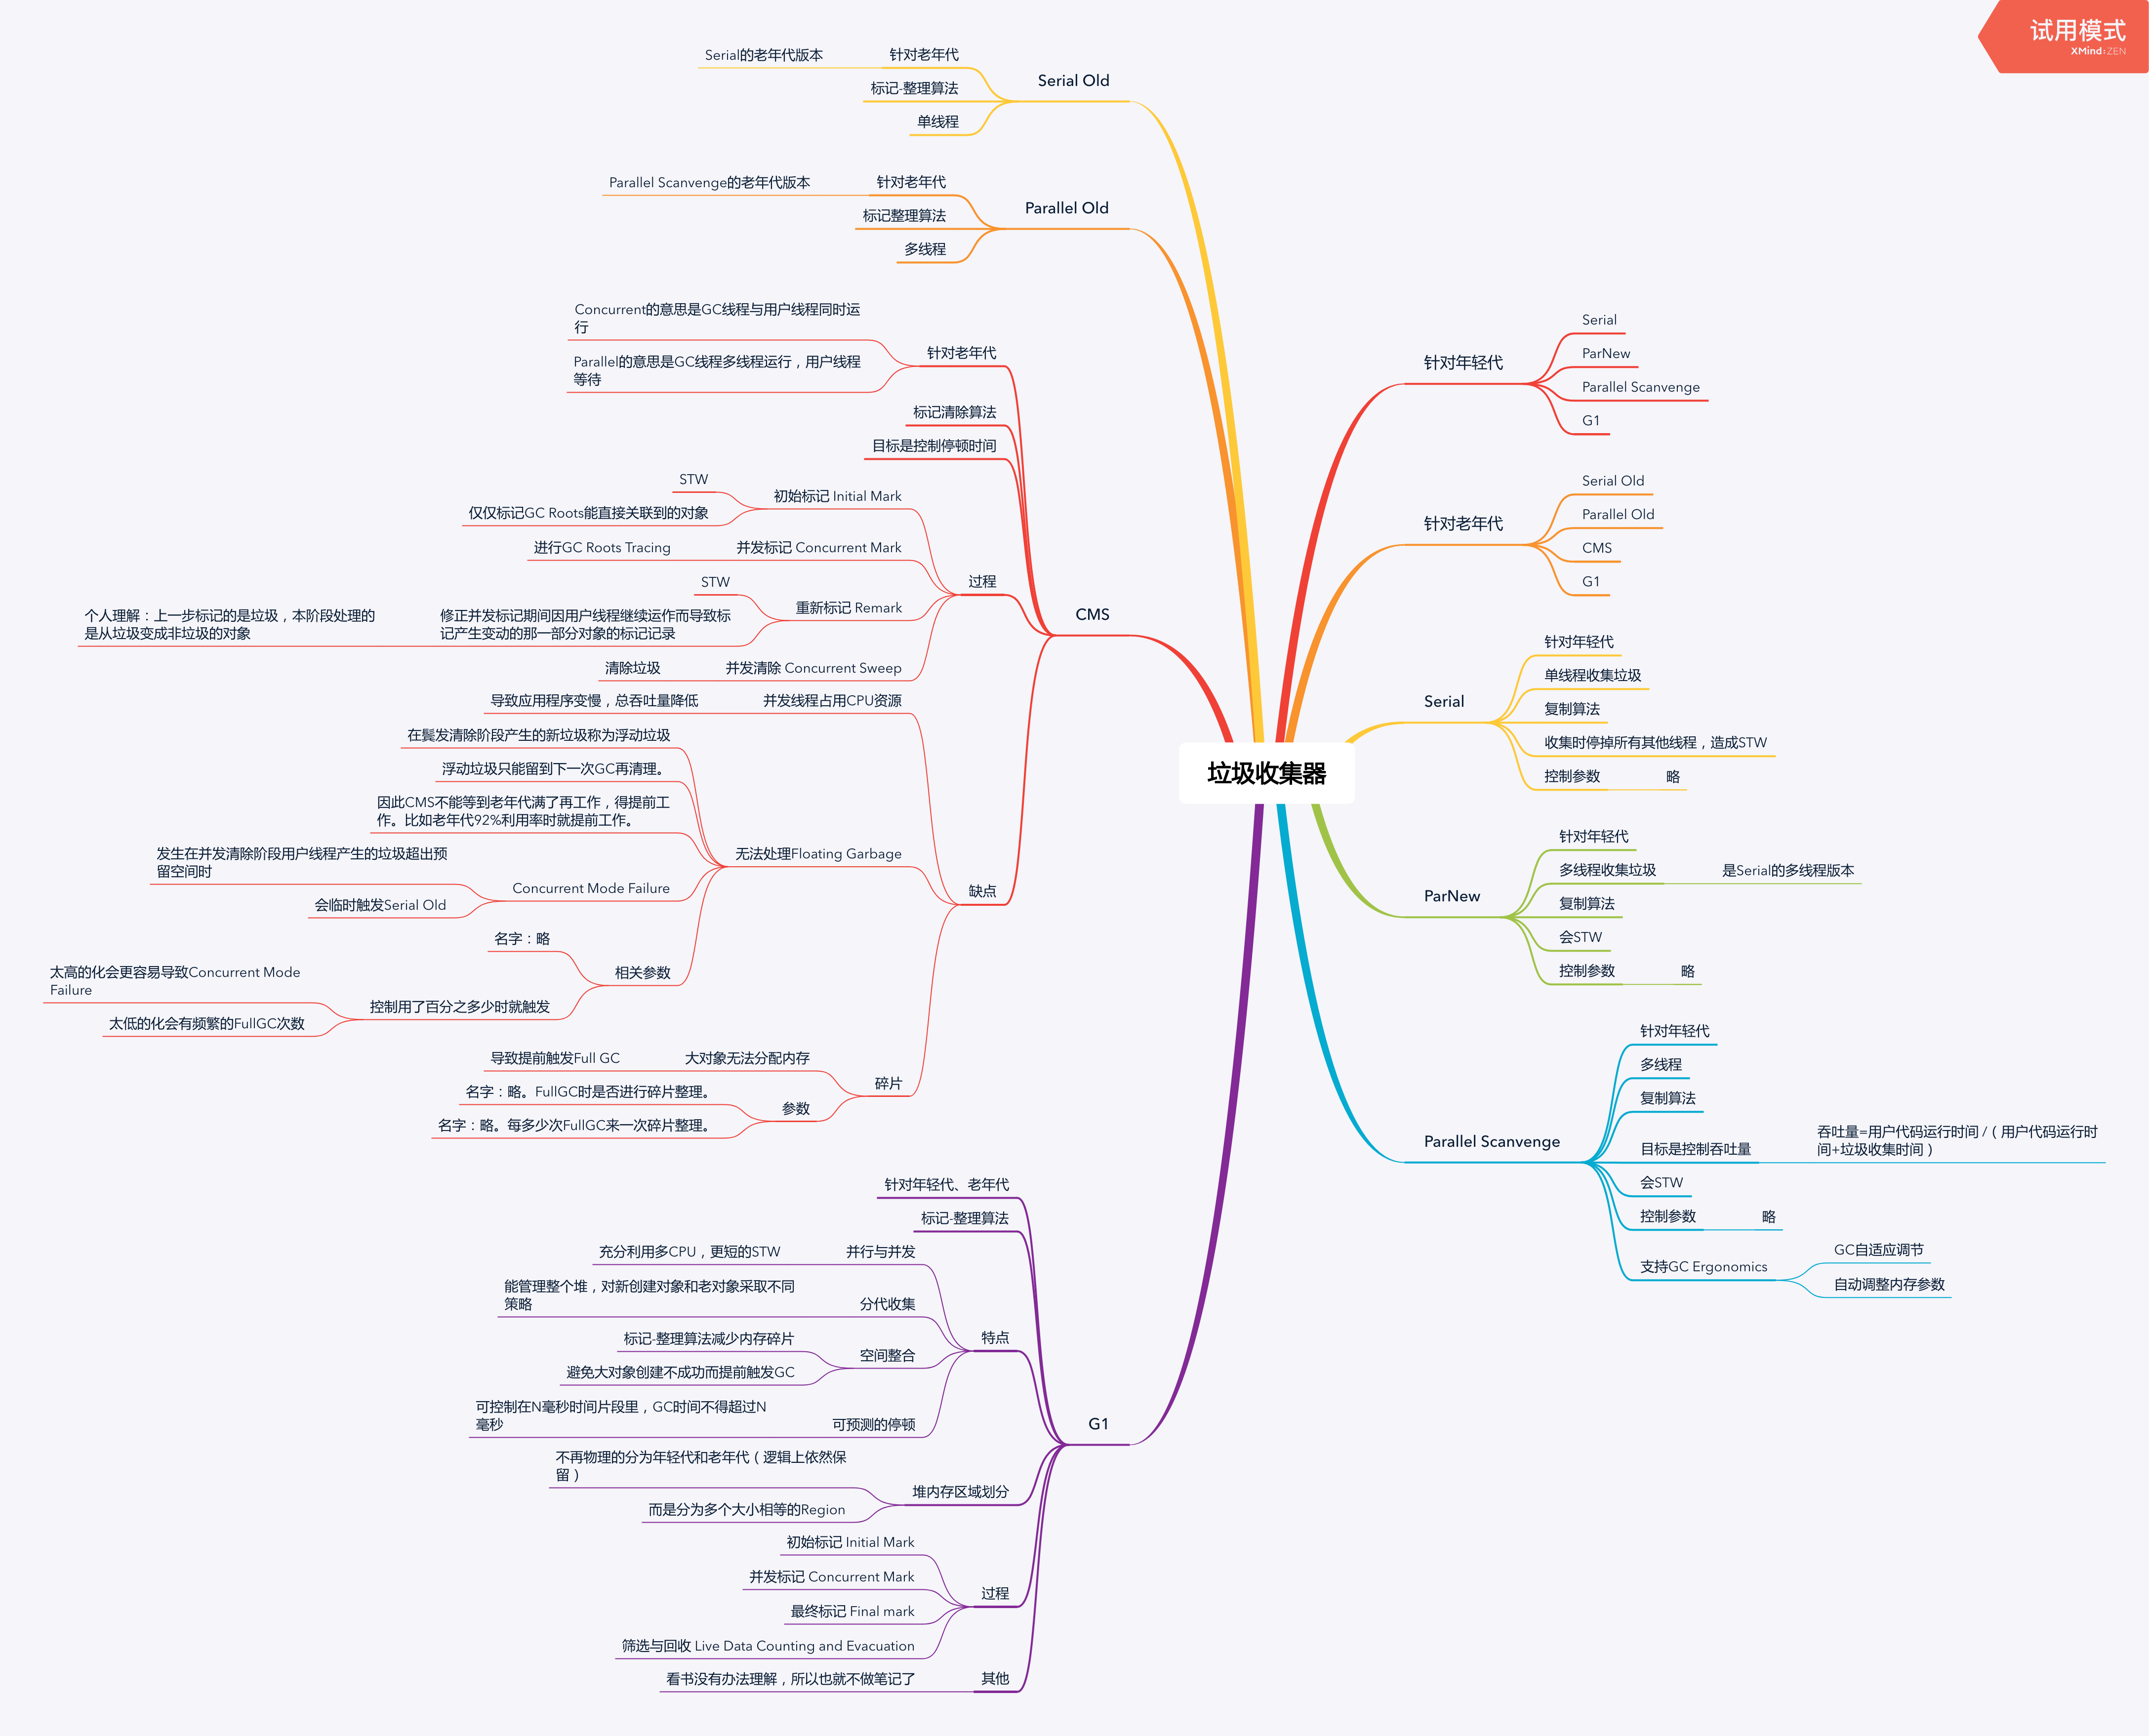 试用模式
XMind:ZEN
垃圾收集器
针对年轻代
Serial
ParNew
Parallel Scanvenge
G1
针对老年代
Serial Old
Parallel Old
CMS
G1
Serial
针对年轻代
单线程收集垃圾
复制算法
收集时停掉所有其他线程，造成STW
控制参数
略
ParNew
针对年轻代
多线程收集垃圾
是Serial的多线程版本
复制算法
会STW
控制参数
略
Parallel Scanvenge
针对年轻代
多线程
复制算法
目标是控制吞吐量
吞吐量=用户代码运行时间 /（用户代码运行时
间+垃圾收集时间）
会STW
控制参数
略
支持GC Ergonomics
GC自适应调节
自动调整内存参数
Serial Old
针对老年代
Serial的老年代版本
标记-整理算法
单线程
Parallel Old
针对老年代
Parallel Scanvenge的老年代版本
标记整理算法
多线程
CMS
针对老年代
Concurrent的意思是GC线程与用户线程同时运
行
Parallel的意思是GC线程多线程运行，用户线程
等待
标记清除算法
目标是控制停顿时间
过程
初始标记 Initial Mark
STW
仅仅标记GC Roots能直接关联到的对象
并发标记 Concurrent Mark
进行GC Roots Tracing
重新标记 Remark
STW
修正并发标记期间因用户线程继续运作而导致标
记产生变动的那一部分对象的标记记录
个人理解：上一步标记的是垃圾，本阶段处理的
是从垃圾变成非垃圾的对象
并发清除 Concurrent Sweep
清除垃圾
缺点
并发线程占用CPU资源
导致应用程序变慢，总吞吐量降低
无法处理Floating Garbage
在鬓发清除阶段产生的新垃圾称为浮动垃圾
浮动垃圾只能留到下一次GC再清理。
因此CMS不能等到老年代满了再工作，得提前工
作。比如老年代92%利用率时就提前工作。
Concurrent Mode Failure
发生在并发清除阶段用户线程产生的垃圾超出预
留空间时
会临时触发Serial Old
相关参数
名字：略
控制用了百分之多少时就触发
太高的化会更容易导致Concurrent Mode
Failure
太低的化会有频繁的FullGC次数
碎片
大对象无法分配内存
导致提前触发Full GC
参数
名字：略。FullGC时是否进行碎片整理。
名字：略。每多少次FullGC来一次碎片整理。
G1
针对年轻代、老年代
标记-整理算法
特点
并行与并发
充分利用多CPU，更短的STW
分代收集
能管理整个堆，对新创建对象和老对象采取不同
策略
空间整合
标记-整理算法减少内存碎片
避免大对象创建不成功而提前触发GC
可预测的停顿
可控制在N毫秒时间片段里，GC时间不得超过N
毫秒
堆内存区域划分
不再物理的分为年轻代和老年代（逻辑上依然保
留）
而是分为多个大小相等的Region
过程
初始标记 Initial Mark
并发标记 Concurrent Mark
最终标记 Final mark
筛选与回收 Live Data Counting and Evacuation
其他
看书没有办法理解，所以也就不做笔记了